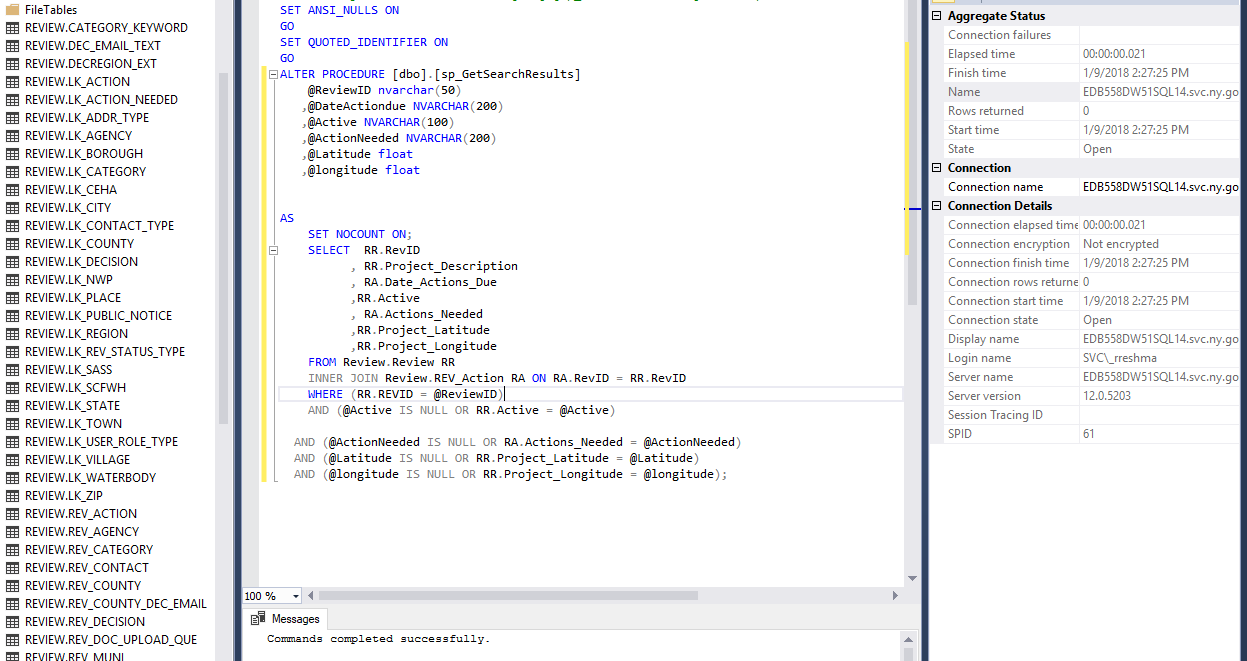 FileTables
REVIEW.CATEGORY_KEYWORD
REVIEW.DEC_EMAIL_TEXT
REVIEW.DECREGION_EXT
REVIEW.LK_ACTION
REVIEW.LK_ACTION_NEEDED
REVIEW.LK_ADDR_TYPE
REVIEW.LK_AGENCY
REVIEW.LK_BOROUGH
REVIEW.LK_CATEGORY
REVIEW.LK_CEHA
REVIEW.LK_CITY
REVIEW.LK_CONTACT_TYPE
REVIEW.LK_COUNTY
REVIEW.LK_DECISION
REVIEW.LK_NWP
REVIEW.LK_PLACE
REVIEW.LK_PUBLIC_NOTICE
REVIEW.LK_REGION
REVIEW.LK_REV_STATUS_TYPE
REVIEW.LK_SASS
REVIEW.LK_SCFWH
REVIEW.LK_STATE
REVIEW.LK_TOWN
REVIEW.LK_USER_ROLE_TYPE
REVIEW.LK_VILLAGE
REVIEW.LK_WATERBODY
REVIEW.LK_ZIP
REVIEW.REV_ACTION
REVIEW.REV_AGENCY
REVIEW.REV_CATEGORY
REVIEW.REV_CONTACT
REVIEW.REV_COUNTY
REVIEW.REV_COUNTY_DEC_EMAIL
REVIEW.REV_DECISION
REVIEW.REV_DOC_UPLOAD_QUE
REVIEW.REV_MUNI
SET ANSI_NULLS ON
GO
SET QUOTED_IDENTIFIER ON
GO
ALTER PROCEDURE [dbo].[sp_GetSearchResults]
@ReviewID nvarchar(50)
,@DateActiondue NVARCHAR(200)
,@Active NVARCHAR(100)
,@ActionNeeded NVARCHAR(200)
,@Latitude float
,@longitude float
AS
SET NOCOUNT ON;
SELECT  RR.RevID
, RR.Project_Description
, RA.Date_Actions_Due
,RR.Active
, RA.Actions_Needed
,RR.Project_Latitude
,RR.Project_Longitude
FROM Review.Review RR
INNER JOIN Review.REV_Action RA ON RA.RevID = RR.RevID
WHERE (RR.REVID = @ReviewID)
AND (@Active IS NULL OR RR.Active = @Active)
AND (@ActionNeeded IS NULL OR RA.Actions_Needed = @ActionNeeded)
AND (@Latitude IS NULL OR RR.Project_Latitude = @Latitude)
AND (@longitude IS NULL OR RR.Project_Longitude = @longitude);
100 %
Messages
Commands completed successfully.
Aggregate Status
Connection failures
Elapsed time 00:00:00.021
Finish time 1/9/2018 2:27:25 PM
Name EDB558DW51SQL14.svc.ny.go
Rows returned 0
Start time 1/9/2018 2:27:25 PM
State Open
Connection
Connection name EDB558DW51SQL14.svc.ny.go
Connection Details
Connection elapsed time 00:00:00.021
Connection encryption Not encrypted
Connection finish time 1/9/2018 2:27:25 PM
Connection rows returne 0
Connection start time 1/9/2018 2:27:25 PM
Connection state Open
Display name EDB558DW51SQL14.svc.ny.go
Login name SVC\_rreshma
Server name EDB558DW51SQL14.svc.ny.go
Server version 12.0.5203
Session Tracing ID
SPID 61